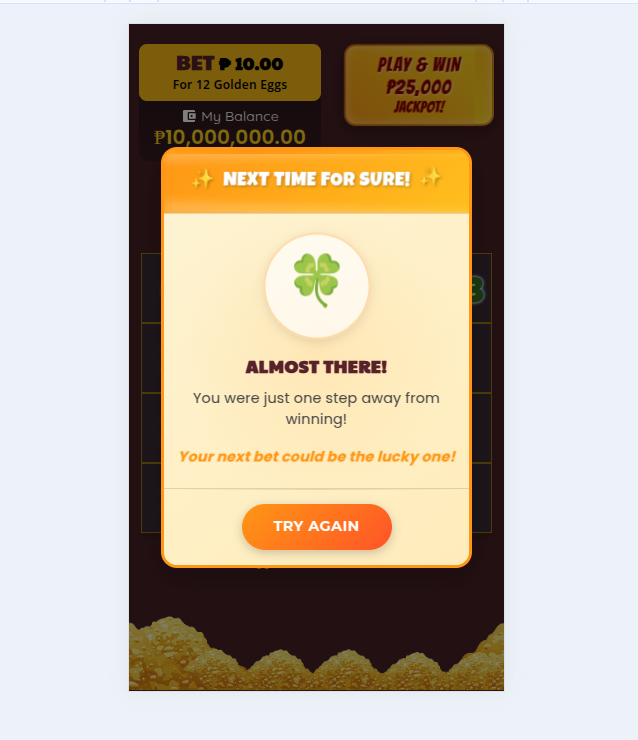 BET ₱ 10.00
For 12 Golden Eggs
My Balance
₱10,000,000.00
PLAY & WIN
₱25,000
JACKPOT!
NEXT TIME FOR SURE!
ALMOST THERE!
You were just one step away from
winning!
Your next bet could be the lucky one!
TRY AGAIN